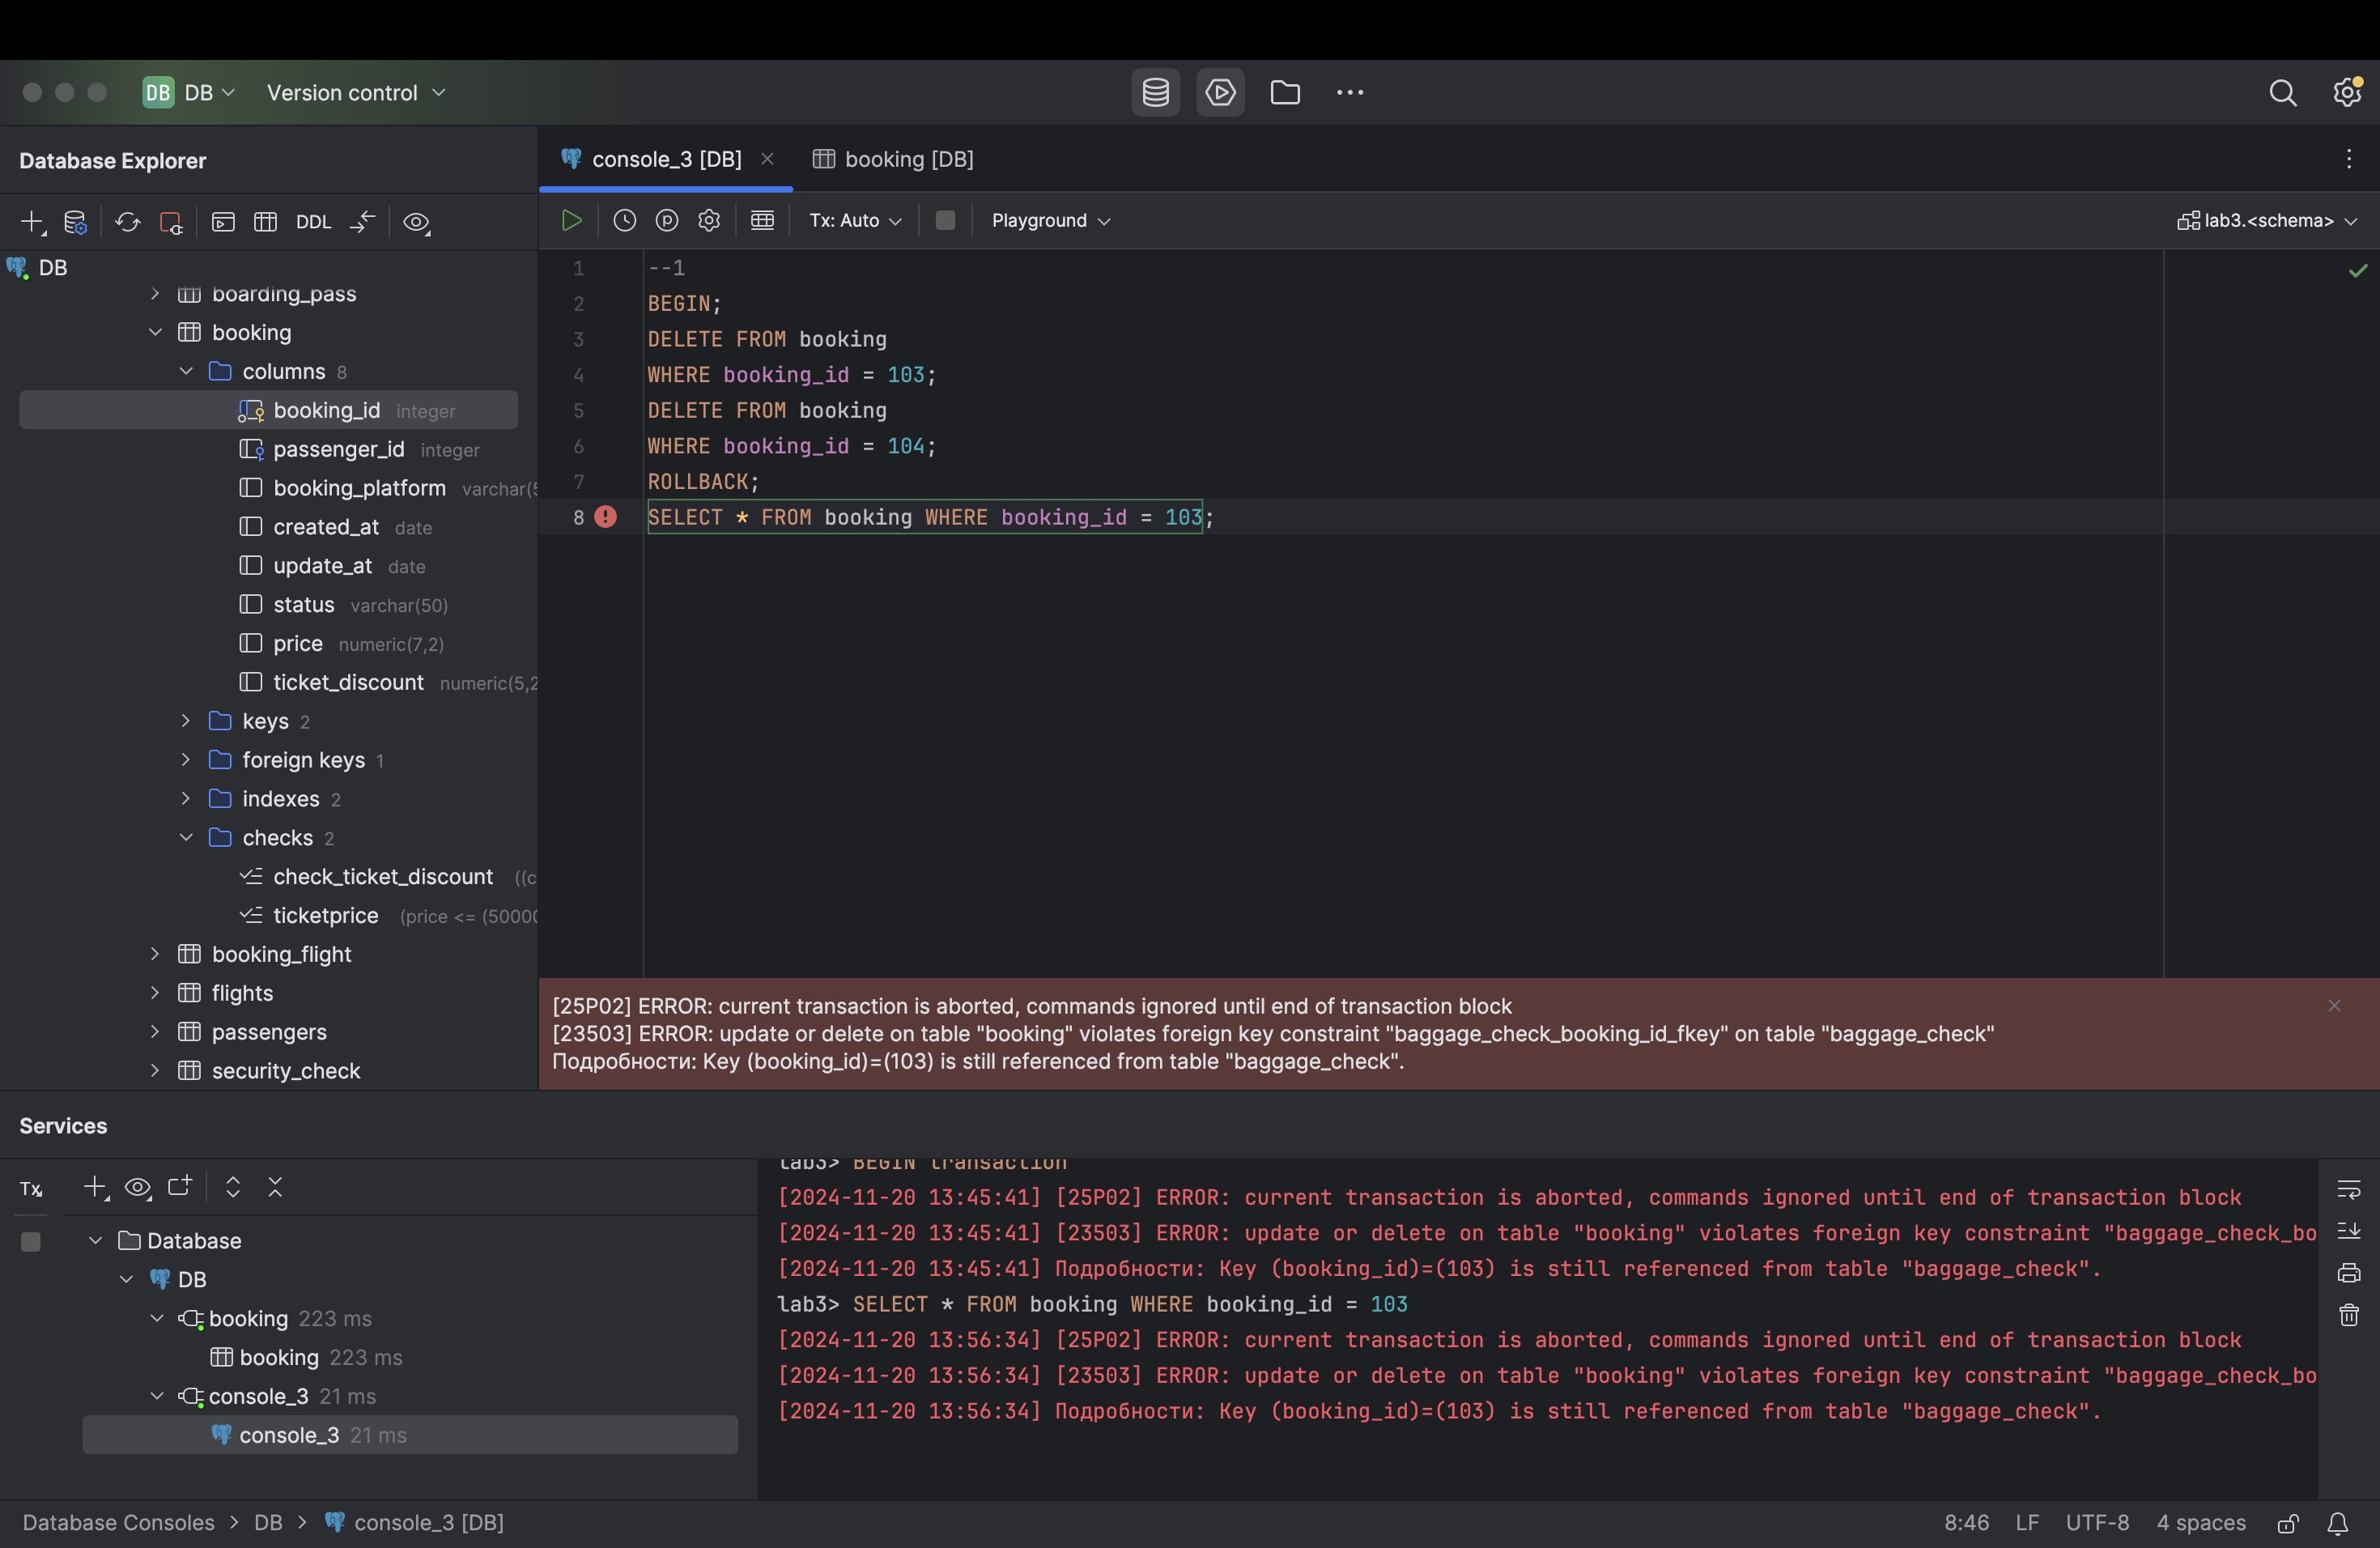 DB DB Version control
Database Explorer
console_3 [DB]
booking [DB]
DDL
Tx: Auto
Playground
lab3.<schema>
DB
boarding_pass
booking
columns 8
booking_id integer
passenger_id integer
booking_platform varchar(5
created_at date
update_at date
status varchar(50)
price numeric(7,2)
ticket_discount numeric(5,2
keys 2
foreign keys 1
indexes 2
checks 2
check_ticket_discount ((c
ticketprice (price <= (5000
booking_flight
flights
passengers
security_check
1 --1
2 BEGIN;
3 DELETE FROM booking
4 WHERE booking_id = 103;
5 DELETE FROM booking
6 WHERE booking_id = 104;
7 ROLLBACK;
8 SELECT * FROM booking WHERE booking_id = 103;
[25P02] ERROR: current transaction is aborted, commands ignored until end of transaction block
[23503] ERROR: update or delete on table "booking" violates foreign key constraint "baggage_check_booking_id_fkey" on table "baggage_check"
Подробности: Key (booking_id)=(103) is still referenced from table "baggage_check".
Services
Tx
Database
DB
booking 223 ms
booking 223 ms
console_3 21 ms
console_3 21 ms
lab3> BEGIN transaction
[2024-11-20 13:45:41] [25P02] ERROR: current transaction is aborted, commands ignored until end of transaction block
[2024-11-20 13:45:41] [23503] ERROR: update or delete on table "booking" violates foreign key constraint "baggage_check_bo
[2024-11-20 13:45:41] Подробности: Key (booking_id)=(103) is still referenced from table "baggage_check".
lab3> SELECT * FROM booking WHERE booking_id = 103
[2024-11-20 13:56:34] [25P02] ERROR: current transaction is aborted, commands ignored until end of transaction block
[2024-11-20 13:56:34] [23503] ERROR: update or delete on table "booking" violates foreign key constraint "baggage_check_bo
[2024-11-20 13:56:34] Подробности: Key (booking_id)=(103) is still referenced from table "baggage_check".
Database Consoles > DB > console_3 [DB]
8:46 LF UTF-8 4 spaces